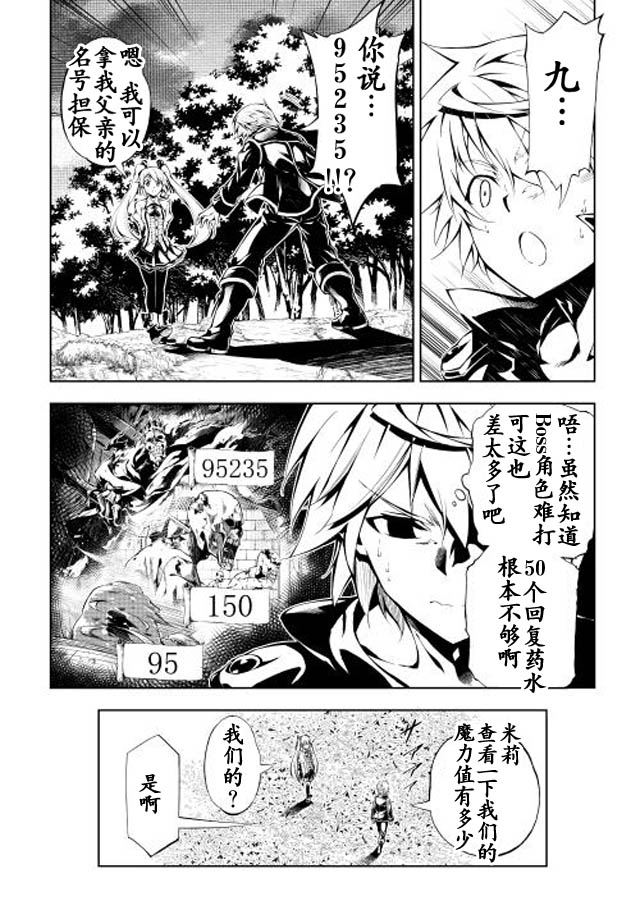 九…
你说…
95235
!!?
嗯 我可以
拿我父亲的
名号担保
唔…虽然知道
Boss角色难打
可这也
差太多了吧
50个回复药水
根本不够啊
95235
150
95
米莉
查看一下我们的
魔力值有多少
我们的？
是啊